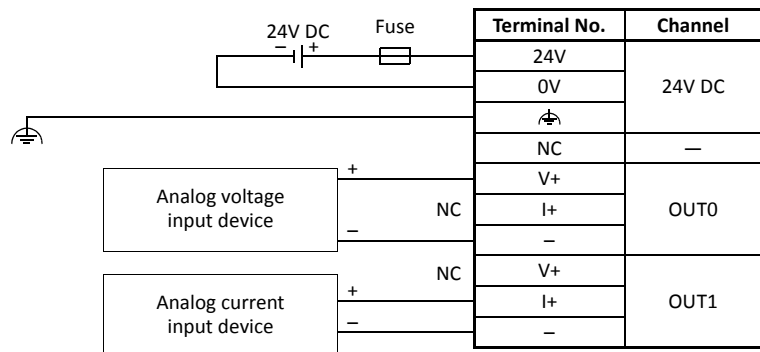 24V DC
Fuse
– +
Terminal No. Channel
24V
0V
24V DC
NC —
Analog voltage
input device
+
–
NC
V+
I+
–
OUT0
Analog current
input device
+
–
NC
V+
I+
–
OUT1